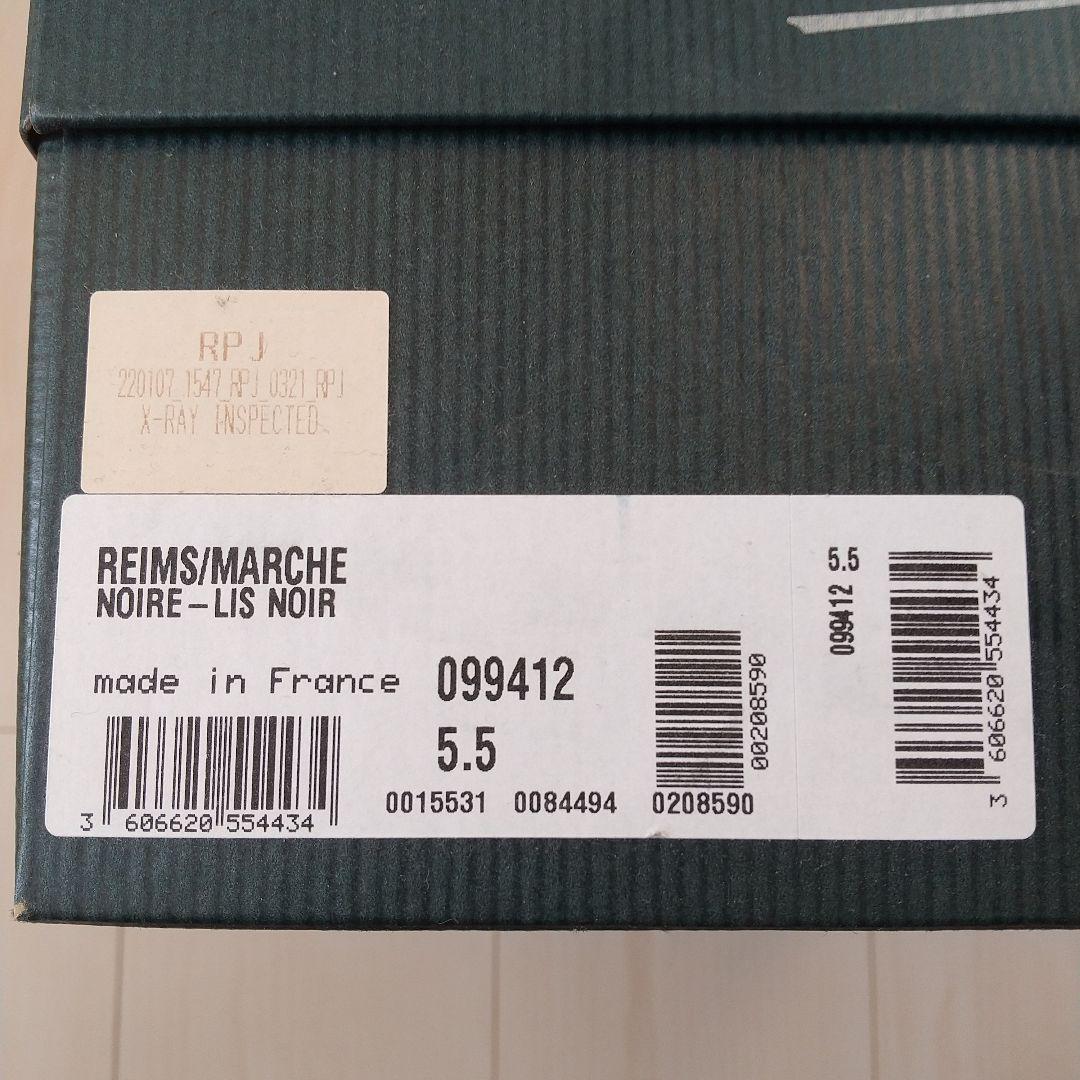 RPJ
220107_1547_RPJ_0321_RPJ
X-RAY INSPECTED
REIMS/MARCHE
NOIRE–LIS NOIR
made in France 099412
5.5
0015531 0084494 0208590
3 606620 554434
00208590
5.5
099412
3 606620 554434